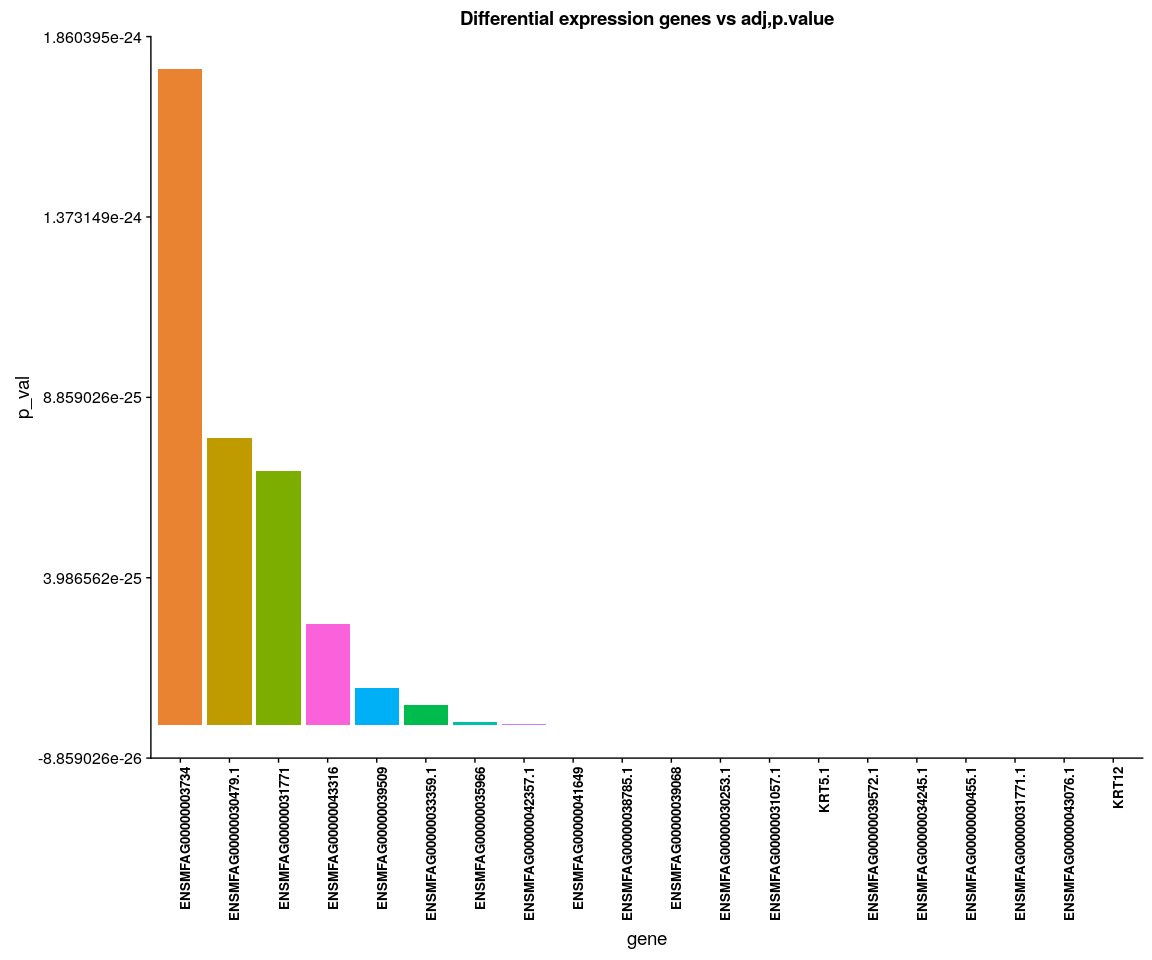 Differential expression genes vs adj,p.value
1.860395e-24
1.373149e-24
8.859026e-25
3.986562e-25
-8.859026e-26
p_val
ENSMFAG00000003734
ENSMFAG00000030479.1
ENSMFAG00000031771
ENSMFAG00000043316
ENSMFAG00000039509
ENSMFAG00000033359.1
ENSMFAG00000035966
ENSMFAG00000042357.1
ENSMFAG00000041649
ENSMFAG00000038785.1
ENSMFAG00000039068
ENSMFAG00000030253.1
ENSMFAG00000031057.1
KRT5.1
ENSMFAG00000039572.1
ENSMFAG00000034245.1
ENSMFAG00000000455.1
ENSMFAG00000031771.1
ENSMFAG00000043076.1
KRT12
gene